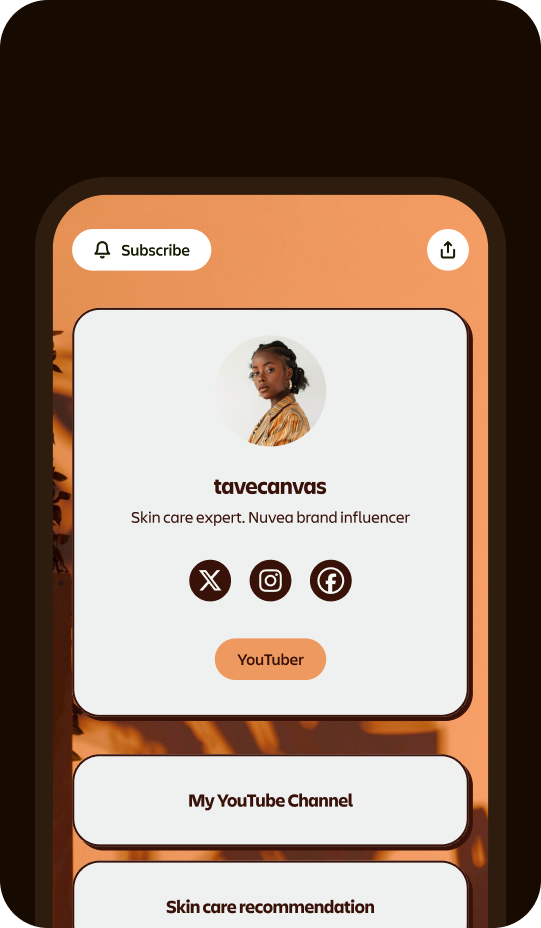 Subscribe
tavecanvas
Skin care expert. Nuvea brand influencer
YouTuber
My YouTube Channel
Skin care recommendation